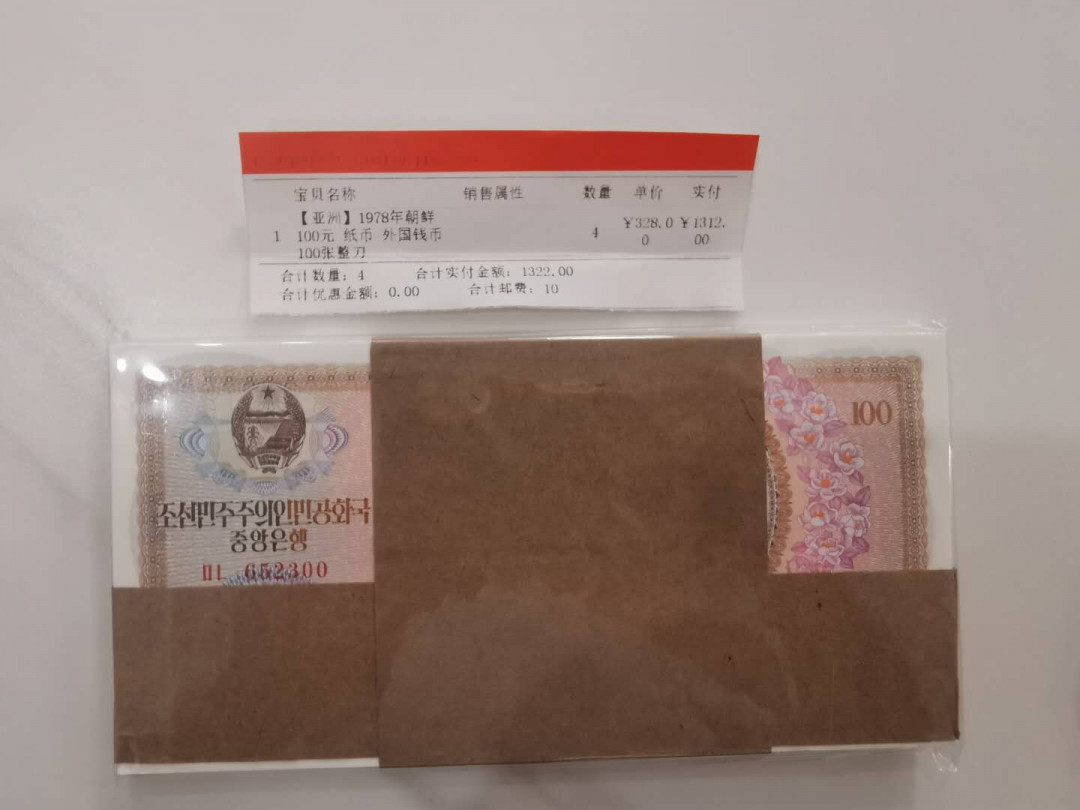 宝贝名称 销售属性 数量 单价 实付
【亚洲】1978年朝鲜
1 100元 纸币 外国钱币 4 ¥328.0 ¥1312.
0 00
100张整刀
合计数量：4 合计实付金额：1322.00
合计优惠金额：0.00 合计邮费：10
100
조선민주주의인민공화국
중앙은행
652300